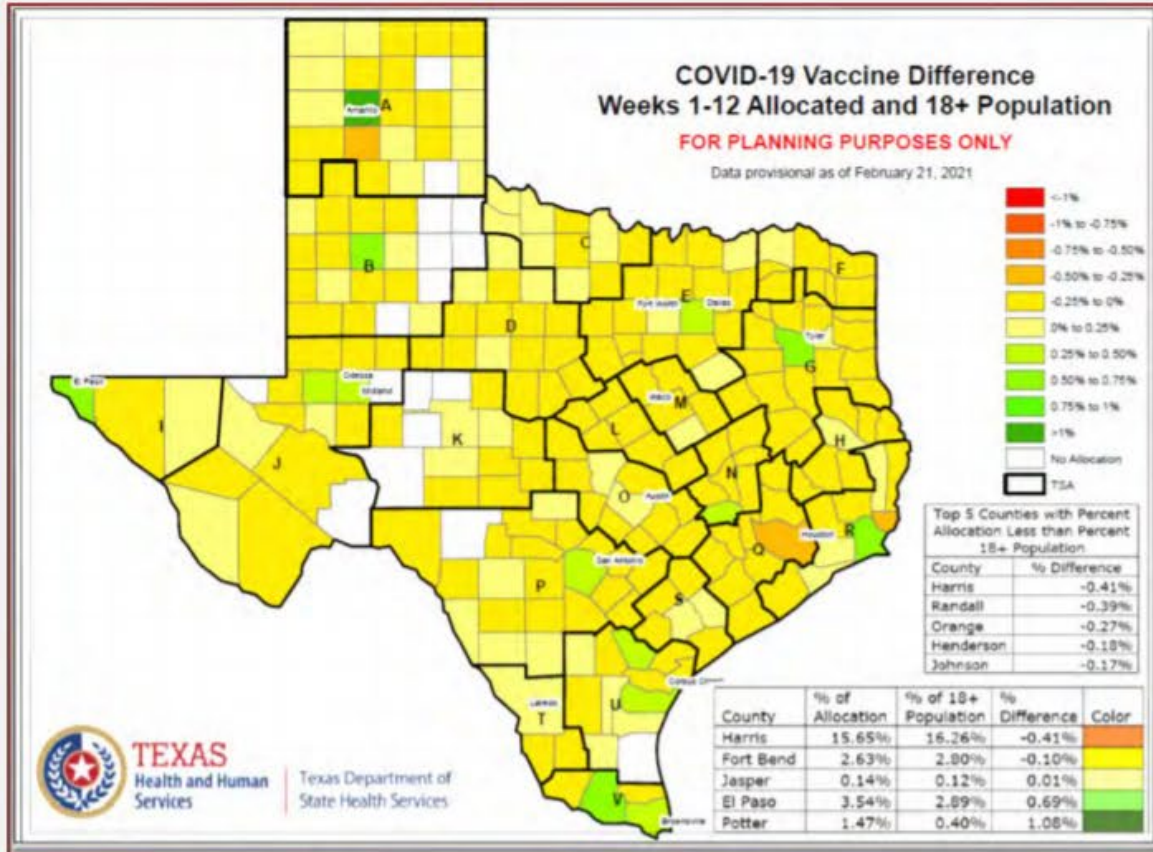 COVID-19 Vaccine Difference
Weeks 1-12 Allocated and 18+ Population
FOR PLANNING PURPOSES ONLY
Data provisional as of February 21, 2021
<-1%
-1% to -0.75%
-0.75% to -0.50%
-0.50% to -0.25%
-0.25% to 0%
0% to 0.25%
0.25% to 0.50%
0.50% to 0.75%
0.75% to 1%
>1%
No Allocation
TSA
Amarillo A
B
C
D
Fort Worth E Dallas
F
Tyler
G
El Paso
I
Odessa
Midland
J
K
Waco M
L
H
N
O Austin
Houston
Q
R
San Antonio
P
S
Corpus
U
Laredo
T
V
Brownsville
Top 5 Counties with Percent
Allocation Less than Percent
18+ Population
County % Difference
Harris -0.41%
Randall -0.39%
Orange -0.27%
Henderson -0.18%
Johnson -0.17%
County % of Allocation % of 18+ Population % Difference Color
Harris 15.65% 16.26% -0.41%
Fort Bend 2.63% 2.80% -0.10%
Jasper 0.14% 0.12% 0.01%
El Paso 3.54% 2.89% 0.69%
Potter 1.47% 0.40% 1.08%
TEXAS
Health and Human
Services
Texas Department of
State Health Services